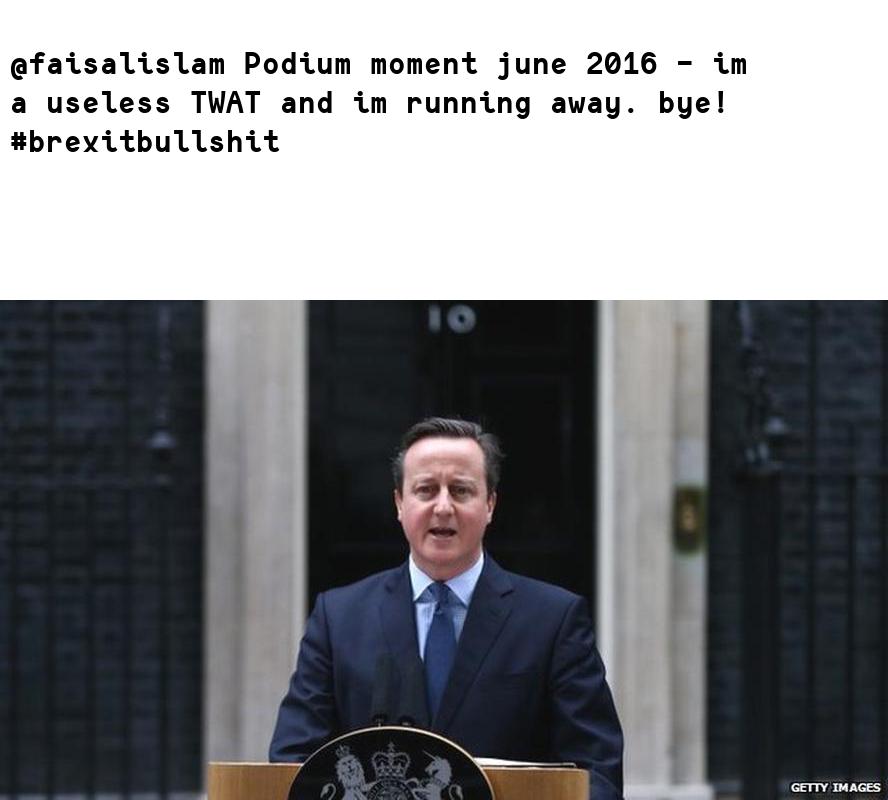 @faisalislam Podium moment june 2016 - im
a useless TWAT and im running away. bye!
#brexitbullshit
10
GETTY IMAGES